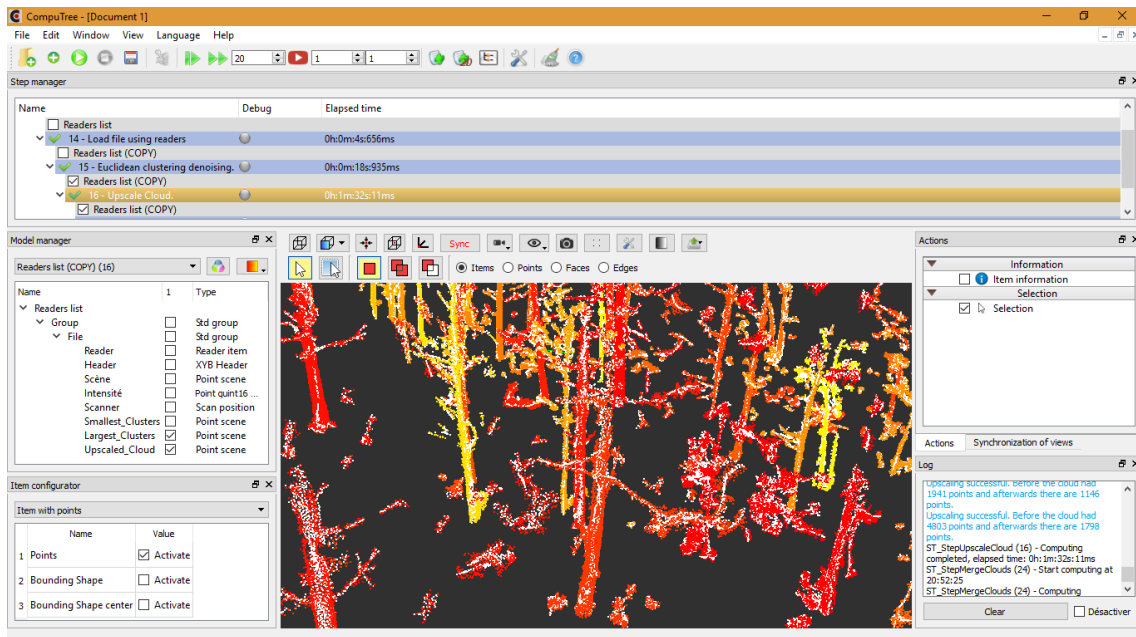 CompuTree - [Document 1]
File Edit Window View Language Help
20 1 1
Step manager
Name Debug Elapsed time
Readers list
14 - Load file using readers 0h:0m:4s:656ms
Readers list (COPY)
15 - Euclidean clustering denoising. 0h:0m:18s:935ms
Readers list (COPY)
16 - Upscale Cloud. 0h:1m:32s:11ms
Readers list (COPY)
Model manager
Readers list (COPY) (16)
Name 1 Type
Readers list
Group Std group
File Std group
Reader Reader item
Header XYB Header
Scène Point scene
Intensité Point quint16 ...
Scanner Scan position
Smallest_Clusters Point scene
Largest_Clusters Point scene
Upscaled_Cloud Point scene
Item configurator
Item with points
Name Value
1 Points Activate
2 Bounding Shape Activate
3 Bounding Shape center Activate
Sync
Items Points Faces Edges
Actions
Information
Item information
Selection
Selection
Actions Synchronization of views
Log
Upscaling successful. Before the cloud had
1941 points and afterwards there are 1146
points.
Upscaling successful. Before the cloud had
4803 points and afterwards there are 1798
points.
ST_StepUpscaleCloud (16) - Computing
completed, elapsed time: 0h:1m:32s:11ms
ST_StepMergeClouds (24) - Start computing at
20:52:25
ST_StepMergeClouds (24) - Computing
Clear Désactiver